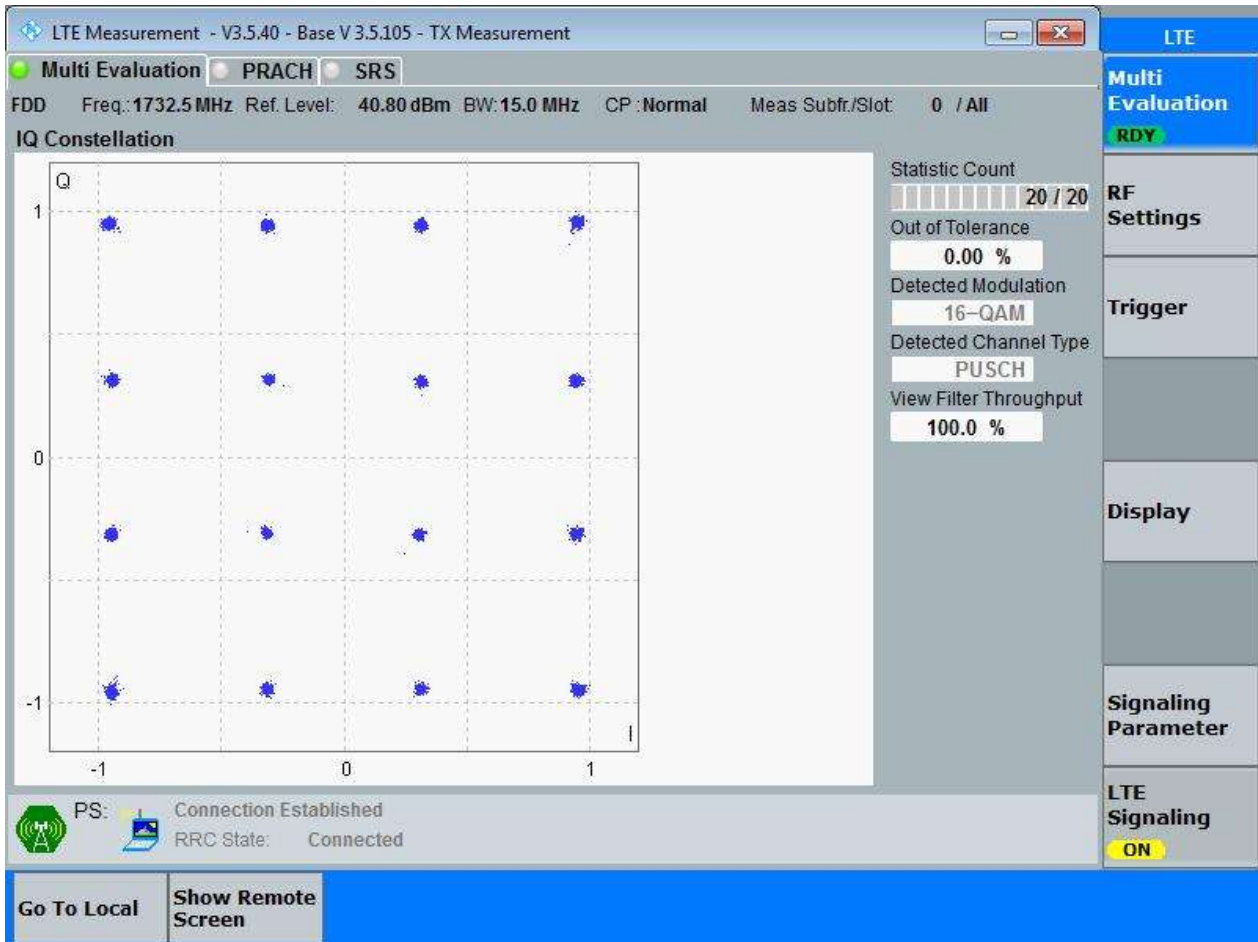 LTE Measurement - V3.5.40 - Base V 3.5.105 - TX Measurement
LTE
Multi Evaluation PRACH SRS
Multi
Evaluation
RDY
FDD Freq.: 1732.5 MHz Ref. Level: 40.80 dBm BW: 15.0 MHz CP : Normal Meas Subfr./Slot: 0 / All
IQ Constellation
Q
1
0
-1
I
-1 0 1
Statistic Count
20 / 20
Out of Tolerance
0.00 %
Detected Modulation
16-QAM
Detected Channel Type
PUSCH
View Filter Throughput
100.0 %
RF
Settings
Trigger
Display
Signaling
Parameter
LTE
Signaling
ON
PS: Connection Established
RRC State: Connected
Go To Local
Show Remote
Screen